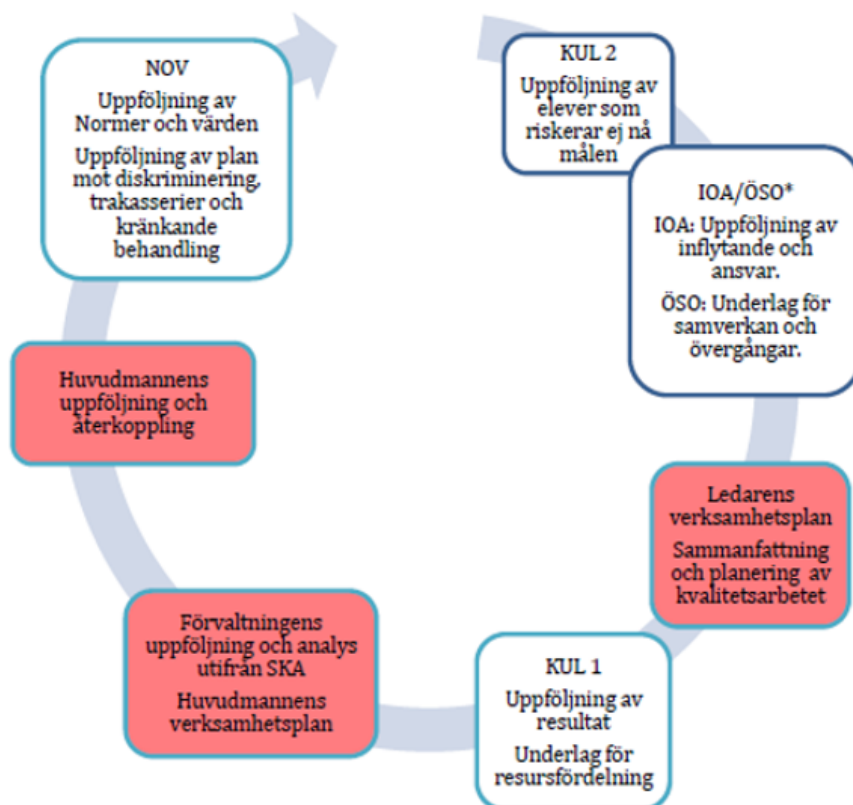 KUL 2
Uppföljning av
elever som
riskerar ej nå
målen
IOA/ÖSO*
IOA: Uppföljning av
inflytande och
ansvar.
ÖSO: Underlag för
samverkan och
övergångar.
Ledarens
verksamhetsplan
Sammanfattning
och planering av
kvalitetsarbetet
KUL 1
Uppföljning av
resultat
Underlag för
resursfördelning
Förvaltningens
uppföljning och analys
utifrån SKA
Huvudmannens
verksamhetsplan
Huvudmannens
uppföljning och
återkoppling
NOV
Uppföljning av
Normer och värden
Uppföljning av plan
mot diskriminering,
trakasserier och
kränkande
behandling